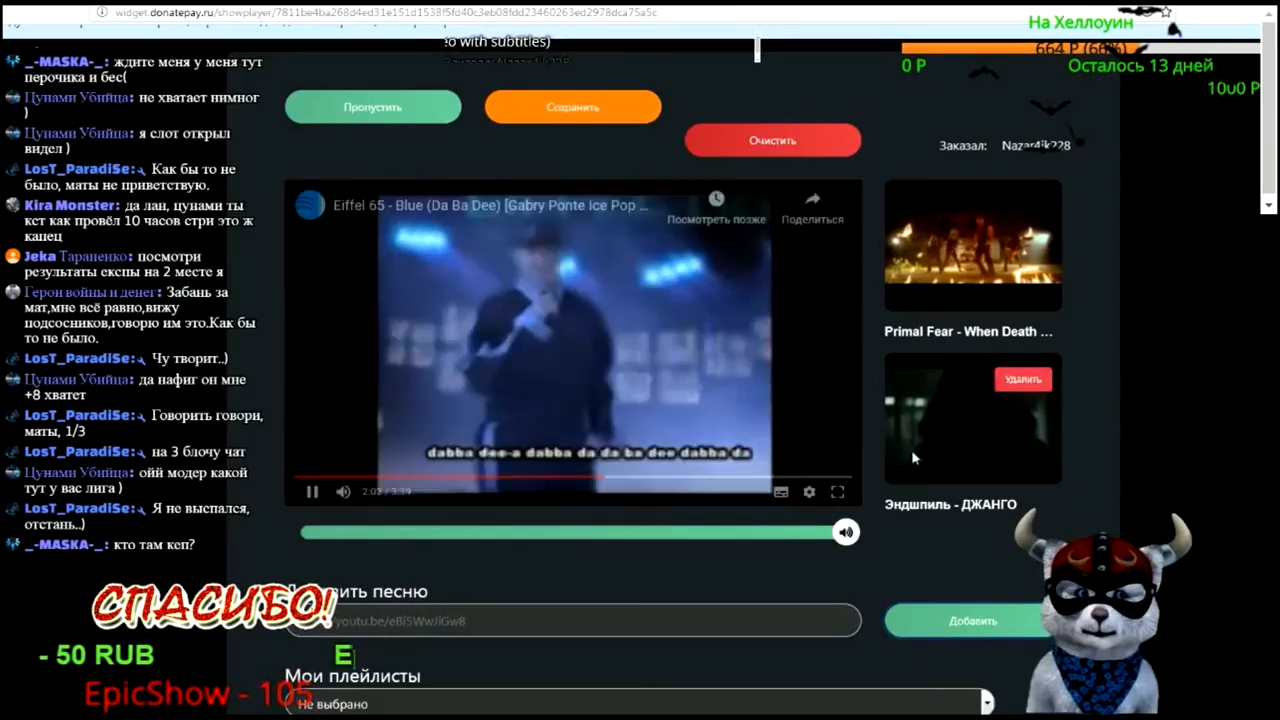 widget.donatepay.ru/showplayer/7811be4ba268d4ed31e151d1538f5fd40c3eb08fdd23460263ed2978dca75a5c
На Хеллоуин
664 Р (66%)
0 Р
Осталось 13 дней
1000 Р
eo with subtitles)
_-MASKA-_: ждите меня у меня тут
перочика и бес(
Цунами Убийца: не хватает нимног
)
Цунами Убийца: я слот открыл
видел )
LosT_ParadiSe: Как бы то не
было, маты не приветствую.
Kira Monster: да лан, цунами ты
кст как провёл 10 часов стри это ж
капец
Jeka Тараненко: посмотри
результаты експы на 2 месте я
Герои войны и денег: Забань за
мат,мне всё равно,вижу
подсосников,говорю им это.Как бы
то не было.
LosT_ParadiSe: Чу творит..)
Цунами Убийца: да нафиг он мне
+8 хватет
LosT_ParadiSe: Говорить говори,
маты, 1/3
LosT_ParadiSe: на 3 блочу чат
Цунами Убийца: ойй модер какой
тут у вас лига )
LosT_ParadiSe: Я не выспался,
отстань..)
_-MASKA-_: кто там кеп?
Пропустить
Сохранить
Очистить
Заказал: Nazar4ik228
Eiffel 65 - Blue (Da Ba Dee) [Gabry Ponte Ice Pop ...
Посмотреть позже
Поделиться
dabba dee-a dabba da da ba dee dabba da
2:02 / 3:39
Primal Fear - When Death ...
Удалить
Эндшпиль - ДЖАНГО
вить песню
youtu.be/e8i5WwJiGw8
Добавить
Мои плейлисты
Не выбрано
СПАСИБО!
- 50 RUB
E
EpicShow - 105